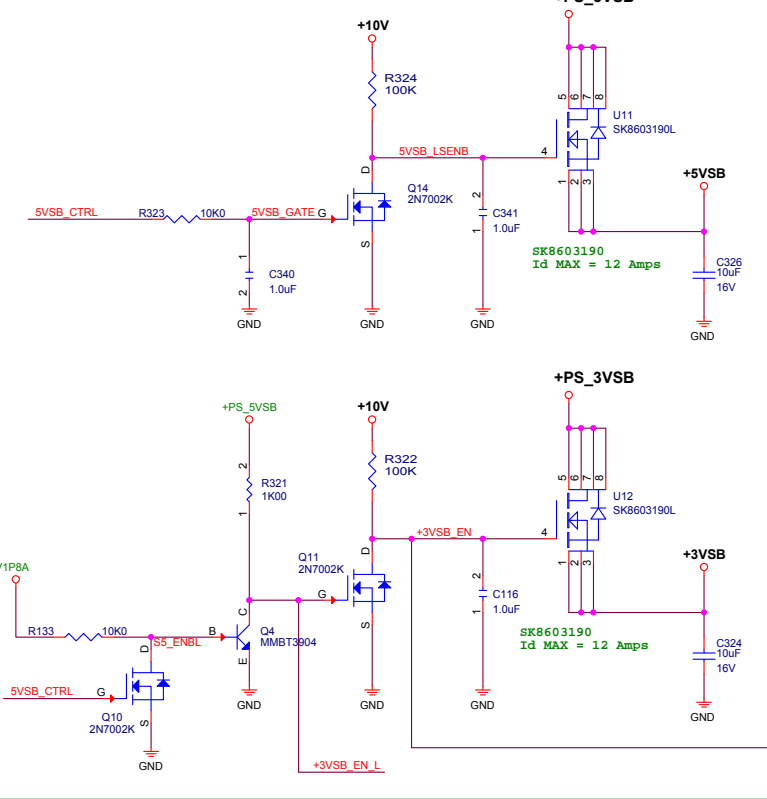 +10V
R324
100K
5
6
7
8
U11
SK8603190L
5VSB_LSENB
4
D
Q14
2N7002K
+5VSB
5VSB_CTRL
R323
10K0
5VSB_GATE
G
2
C341
1
1.0uF
1
2
3
S
SK8603190
Id MAX = 12 Amps
C326
10uF
16V
1
C340
2
1.0uF
GND
GND
GND
GND
+PS_3VSB
+PS_5VSB
+10V
2
R321
1K00
1
R322
100K
5
6
7
8
U12
SK8603190L
+3VSB_EN
4
D
Q11
2N7002K
+3VSB
G
2
C116
1
1.0uF
1
2
3
S
R133
10K0
S5_ENBL
B
C
Q4
MMBT3904
E
SK8603190
Id MAX = 12 Amps
C324
10uF
16V
D
5VSB_CTRL
G
Q10
2N7002K
S
GND
GND
GND
GND
GND
+3VSB_EN_L